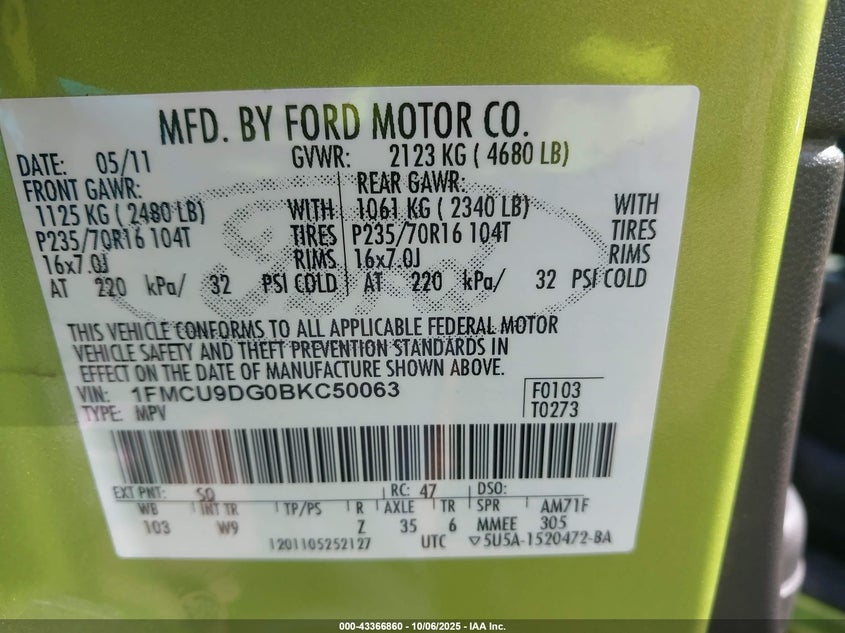 MFD. BY FORD MOTOR CO.
DATE: 05/11 GVWR: 2123 KG ( 4680 LB)
FRONT GAWR: REAR GAWR:
1125 KG ( 2480 LB) WITH 1061 KG ( 2340 LB) WITH
P235/70R16 104T TIRES P235/70R16 104T TIRES
16x7.0J RIMS 16x7.0J RIMS
AT 220 kPa/ 32 PSI COLD AT 220 kPa/ 32 PSI COLD
Ford
THIS VEHICLE CONFORMS TO ALL APPLICABLE FEDERAL MOTOR
VEHICLE SAFETY AND THEFT PREVENTION STANDARDS IN
EFFECT ON THE DATE OF MANUFACTURE SHOWN ABOVE.
VIN: 1FMCU9DG0BKC50063 F0103
TYPE: MPV T0273
EXT PNT: SQ RC: 47 DSO:
WB INT TR TP/PS R AXLE TR SPR AM71F
103 W9 Z 35 6 MMEE 305
1201105252127 UTC ▽5U5A-1520472-BA
000-43366860 - 10/06/2025 - IAA Inc.